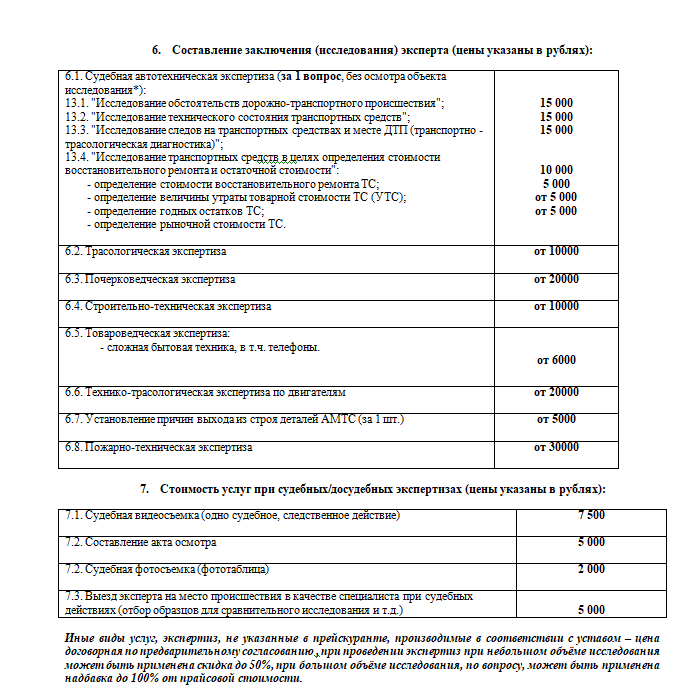 6. Составление заключения (исследования) эксперта (цены указаны в рублях):
6.1. Судебная автотехническая экспертиза (за 1 вопрос, без осмотра объекта
исследования*):
13.1. "Исследование обстоятельств дорожно-транспортного происшествия"; 15 000
13.2. "Исследование технического состояния транспортных средств"; 15 000
13.3. "Исследование следов на транспортных средствах и месте ДТП (транспортно - 15 000
трасологическая диагностика)";
13.4. "Исследование транспортных средств в целях определения стоимости
восстановительного ремонта и остаточной стоимости": 10 000
- определение стоимости восстановительного ремонта ТС; 5 000
- определение величины утраты товарной стоимости ТС (УТС); от 5 000
- определение годных остатков ТС; от 5 000
- определение рыночной стоимости ТС.
6.2. Трасологическая экспертиза от 10000
6.3. Почерковедческая экспертиза от 20000
6.4. Строительно-техническая экспертиза от 10000
6.5. Товароведческая экспертиза:
- сложная бытовая техника, в т.ч. телефоны.
от 6000
6.6. Технико-трасологическая экспертиза по двигателям от 20000
6.7. Установление причин выхода из строя деталей АМТС (за 1 шт.) от 5000
6.8. Пожарно-техническая экспертиза от 30000
7. Стоимость услуг при судебных/досудебных экспертизах (цены указаны в рублях):
7.1. Судебная видеосъемка (одно судебное, следственное действие) 7 500
7.2. Составление акта осмотра 5 000
7.2. Судебная фотосъемка (фототаблица) 2 000
7.3. Выезд эксперта на место происшествия в качестве специалиста при судебных
действиях (отбор образцов для сравнительного исследования и т.д.) 5 000
Иные виды услуг, экспертиз, не указанные в прейскуранте, производимые в соответствии с уставом – цена
договорная по предварительному согласованию., при проведении экспертиз при небольшом объёме исследования
может быть применена скидка до 50%, при большом объёме исследования, по вопросу, может быть применена
надбавка до 100% от прайсовой стоимости.